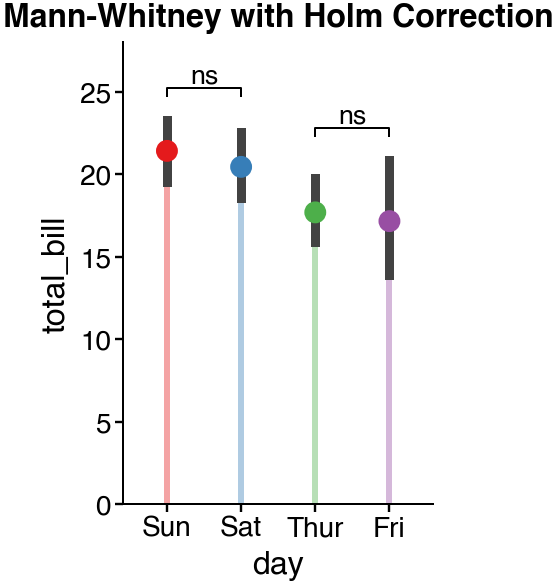 Mann-Whitney with Holm Correction
ns
ns
25
20
15
10
5
0
total_bill
Sun Sat Thur Fri
day